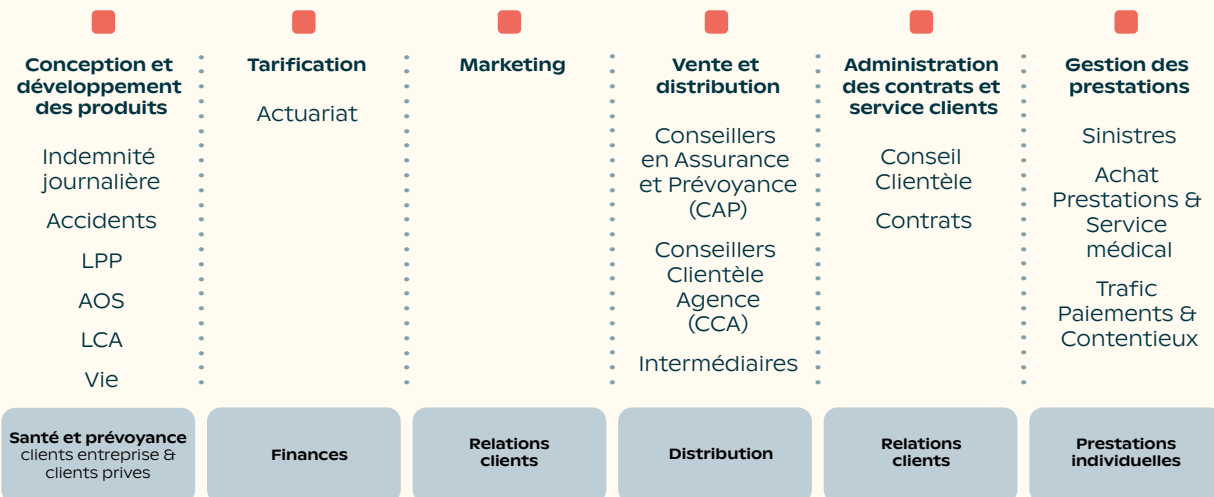 Conception et
développement
des produits
Indemnité
journalière
Accidents
LPP
AOS
LCA
Vie
Santé et prévoyance
clients entreprise &
clients prives
Tarification
Actuariat
Finances
Marketing
Relations
clients
Vente et
distribution
Conseillers
en Assurance
et Prévoyance
(CAP)
Conseillers
Clientèle
Agence
(CCA)
Intermédiaires
Distribution
Administration
des contrats et
service clients
Conseil
Clientèle
Contrats
Relations
clients
Gestion des
prestations
Sinistres
Achat
Prestations &
Service
médical
Trafic
Paiements &
Contentieux
Prestations
individuelles